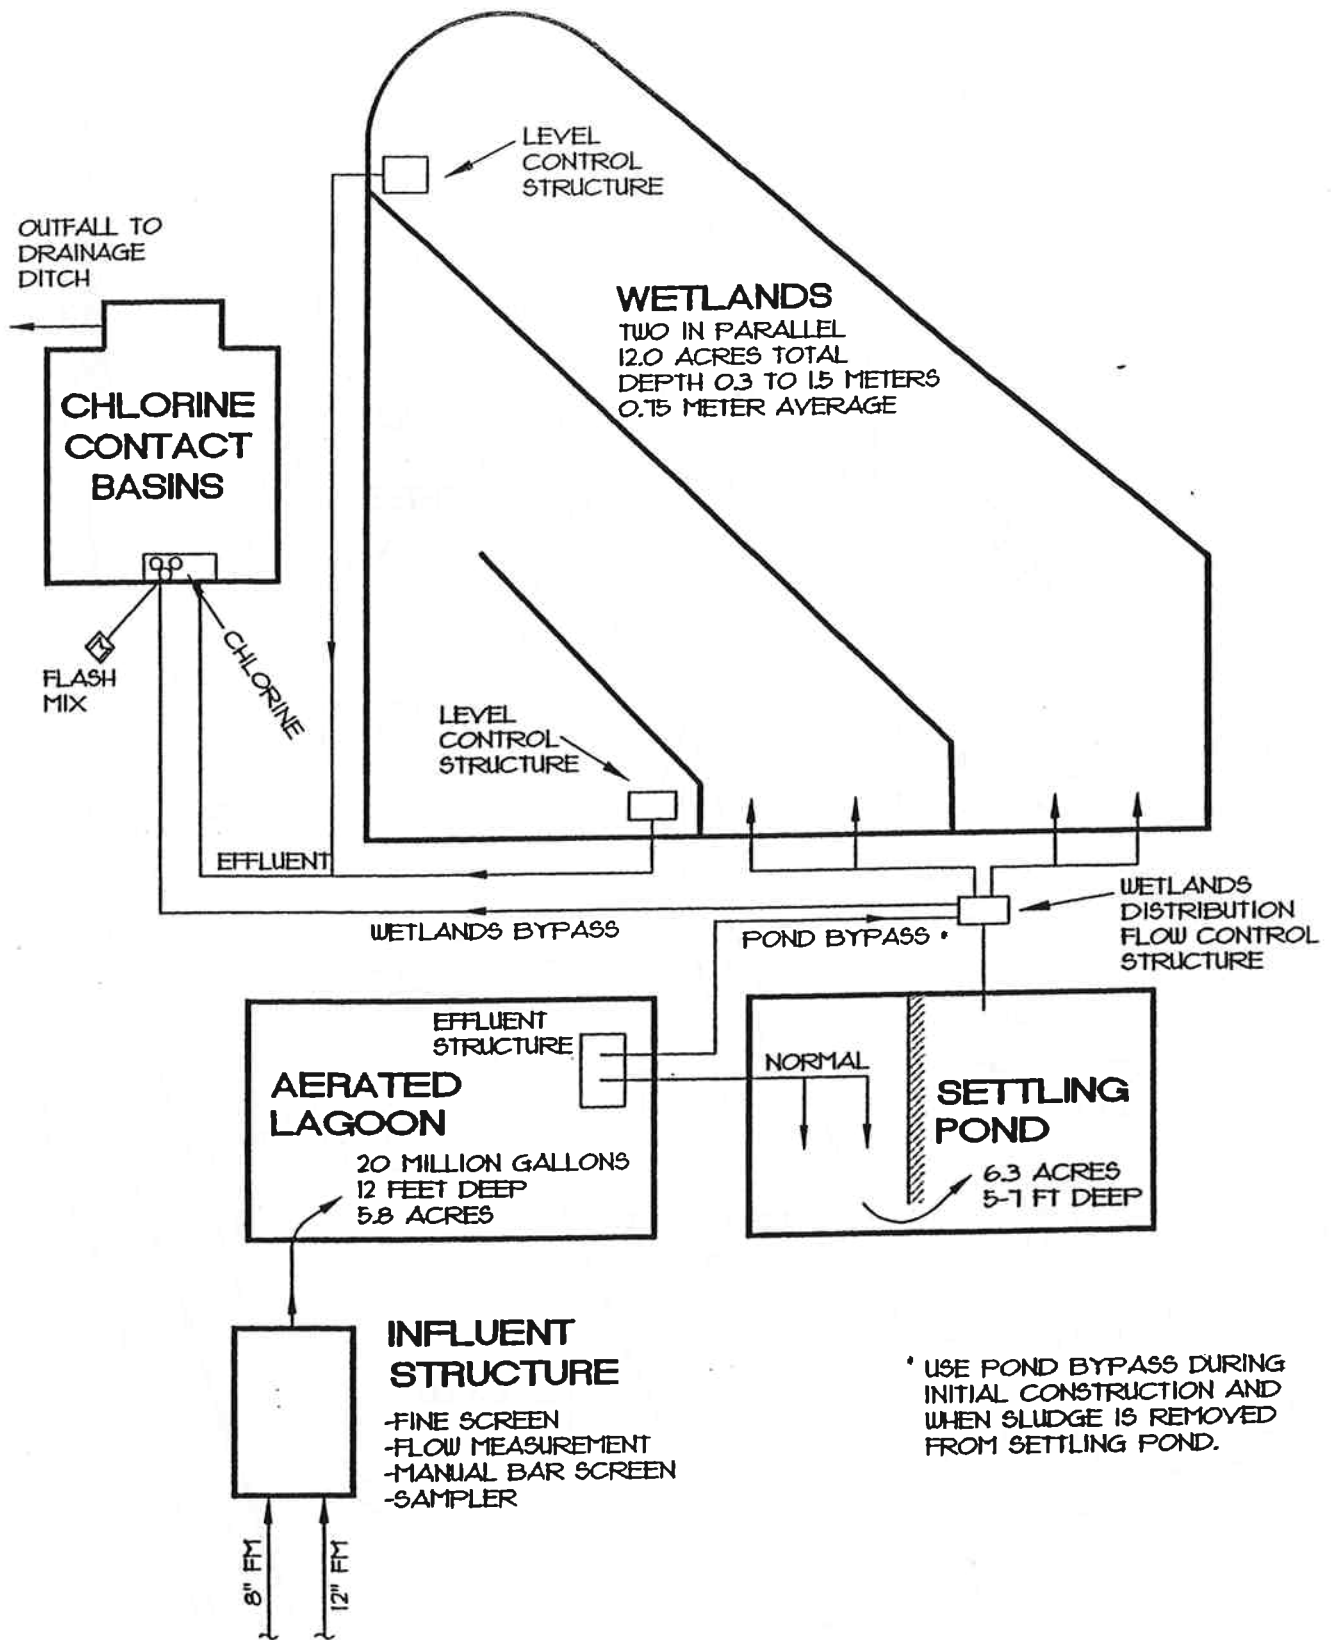 LEVEL
CONTROL
STRUCTURE
OUTFALL TO
DRAINAGE
DITCH
WETLANDS
TWO IN PARALLEL
12.0 ACRES TOTAL
DEPTH 0.3 TO 1.5 METERS
0.75 METER AVERAGE
CHLORINE
CONTACT
BASINS
FLASH
MIX
CHLORINE
LEVEL
CONTROL
STRUCTURE
EFFLUENT
WETLANDS BYPASS
POND BYPASS *
WETLANDS
DISTRIBUTION
FLOW CONTROL
STRUCTURE
EFFLUENT
STRUCTURE
AERATED
LAGOON
20 MILLION GALLONS
12 FEET DEEP
5.8 ACRES
NORMAL
SETTLING
POND
6.3 ACRES
5-7 FT DEEP
INFLUENT
STRUCTURE
-FINE SCREEN
-FLOW MEASUREMENT
-MANUAL BAR SCREEN
-SAMPLER
8" FM
12" FM
* USE POND BYPASS DURING
INITIAL CONSTRUCTION AND
WHEN SLUDGE IS REMOVED
FROM SETTLING POND.